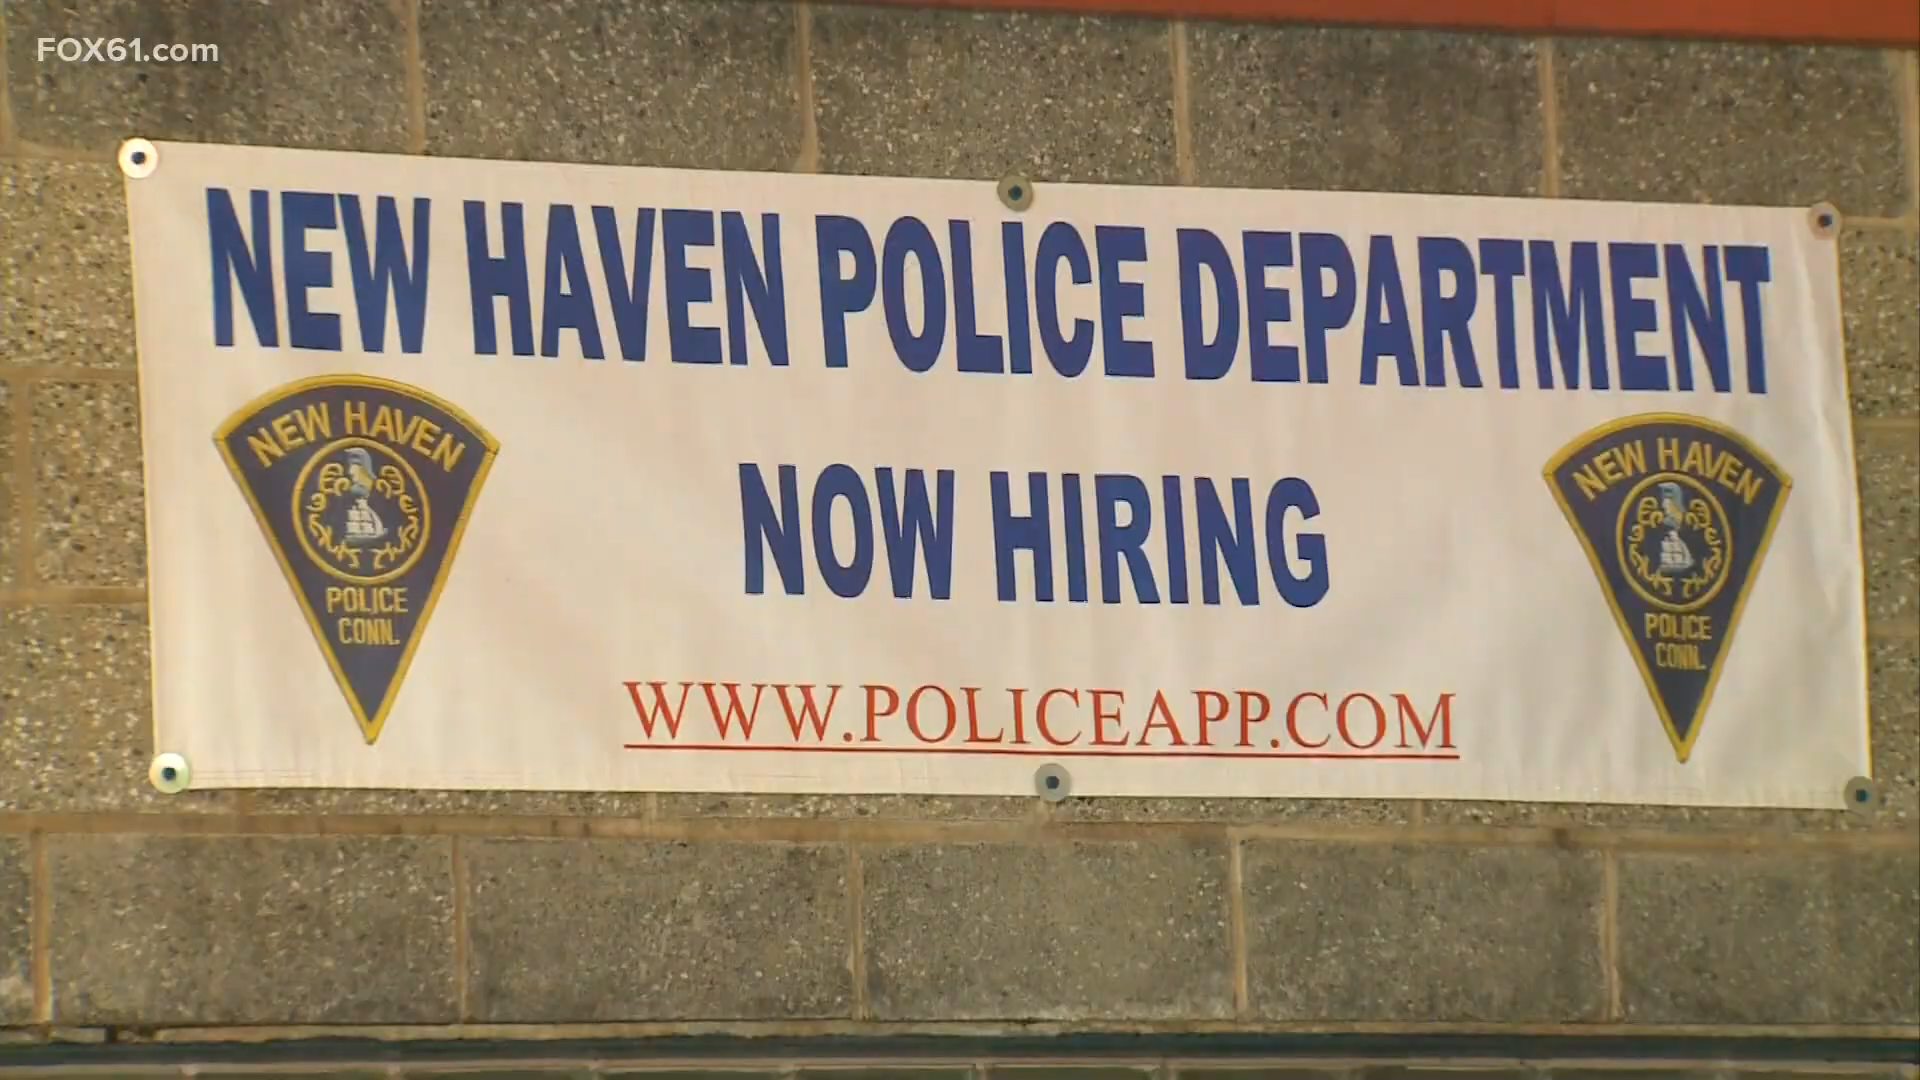 FOX61.com
NEW HAVEN POLICE DEPARTMENT
NEW HAVEN
POLICE
CONN.
NOW HIRING
NEW HAVEN
POLICE
CONN.
WWW.POLICEAPP.COM